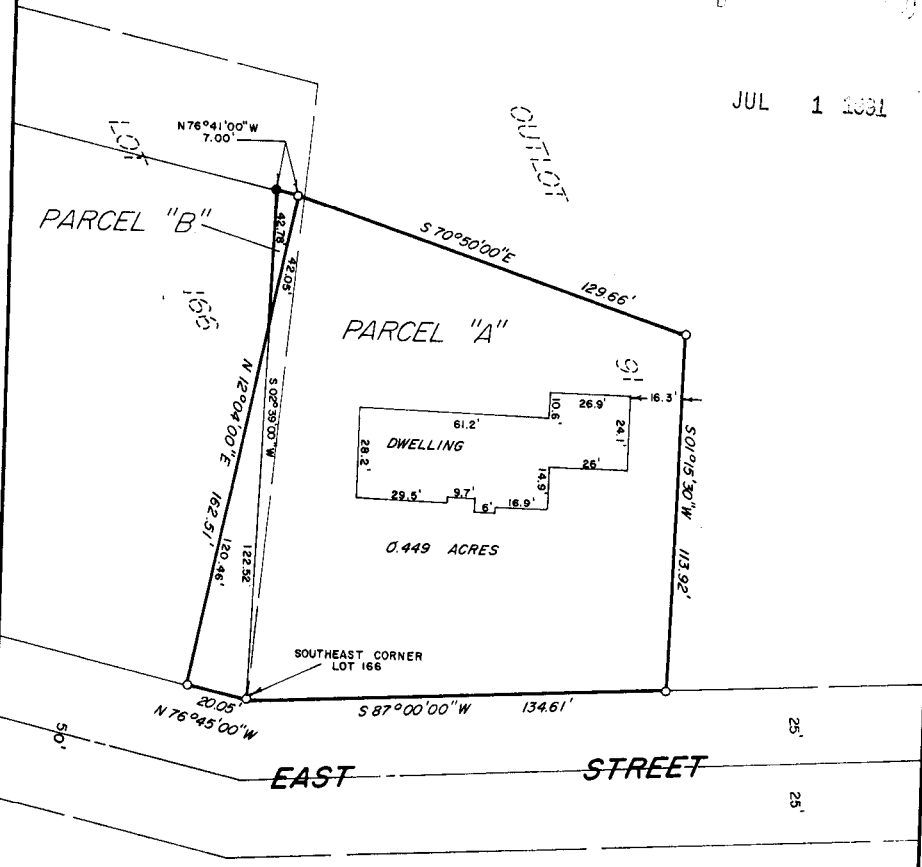 JUL 1 1981
LOT
N76°41'00"W
7.00'
OUTLOT
PARCEL "B"
42.76'
42.05'
S 70°50'00"E
129.66'
166
PARCEL "A"
16
16.3'
10.6'
26.9'
61.2'
24.1'
DWELLING
28.2'
14.9'
26'
29.5'
9.7'
6'
16.9'
N 12°04'00"E 162.51'
S 02°39'00"W
S01°15'30"W 113.92'
120.46'
122.52'
0.449 ACRES
SOUTHEAST CORNER
LOT 166
20.05'
N 76°45'00"W
S 87°00'00"W 134.61'
50'
25'
EAST STREET
25'